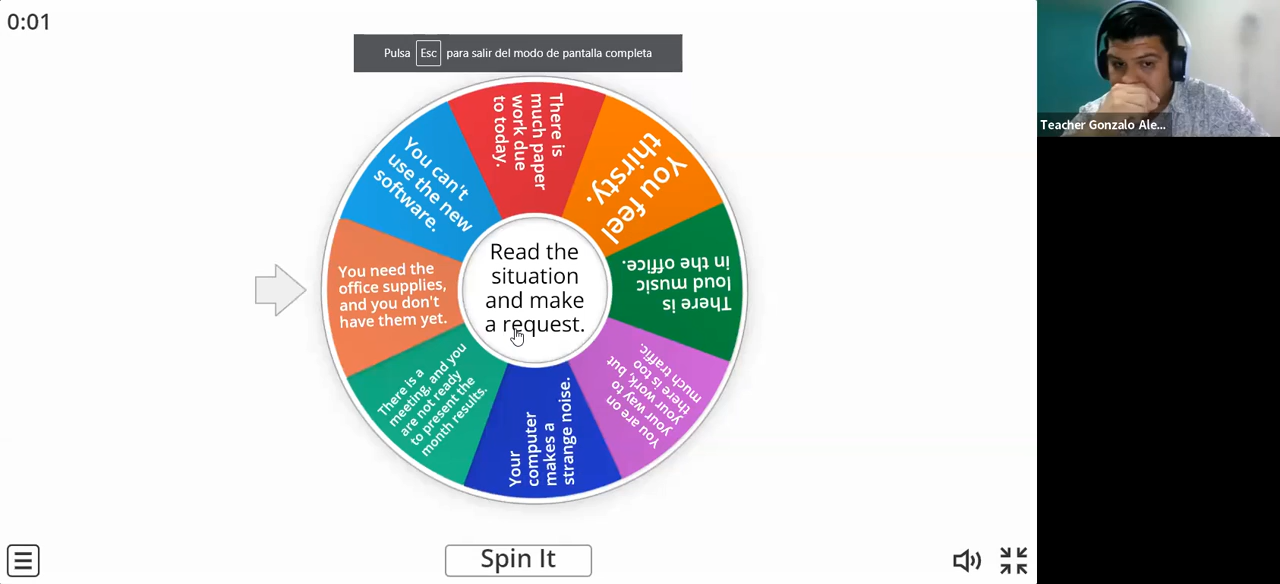 0:01
Pulsa Esc para salir del modo de pantalla completa
There is
much paper
work due
to today.
You feel
thirsty.
There is
loud music
in the office.
You are on
your way to
your work, but
there is too
much traffic.
Your
computer
makes a
strange noise.
There is a
meeting, and you
are not ready
to present the
month results.
You need the
office supplies,
and you don't
have them yet.
You can't
use the new
software.
Read the
situation
and make
a request.
Spin It
Teacher Gonzalo Ale...